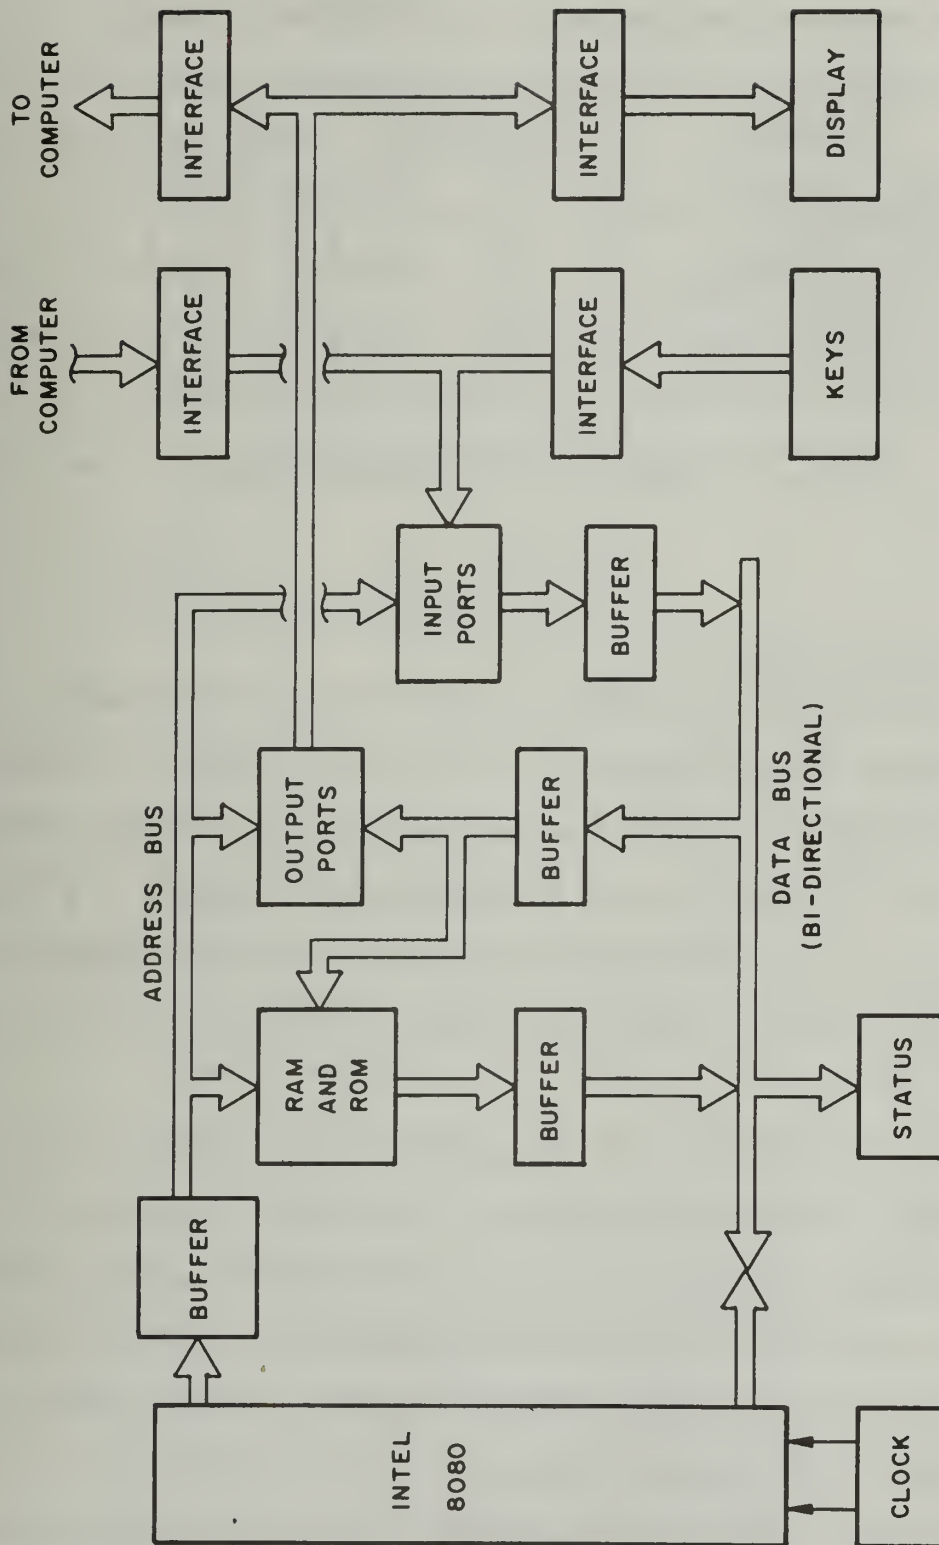 INTEL
8080
CLOCK
BUFFER
ADDRESS BUS
RAM
AND
ROM
BUFFER
STATUS
OUTPUT
PORTS
BUFFER
DATA BUS
(BI-DIRECTIONAL)
INPUT
PORTS
BUFFER
FROM
COMPUTER
INTERFACE
INTERFACE
KEYS
TO
COMPUTER
INTERFACE
INTERFACE
DISPLAY